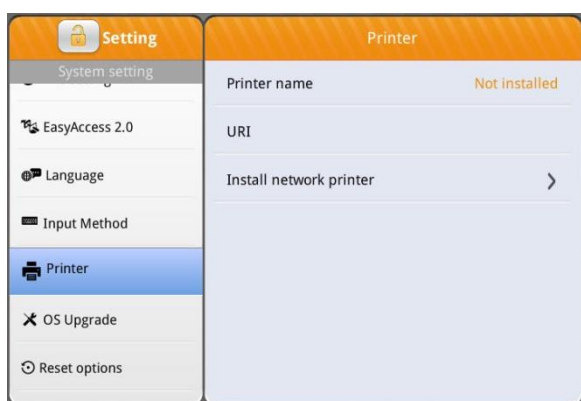 Setting
System setting
EasyAccess 2.0
Language
Input Method
Printer
OS Upgrade
Reset options
Printer
Printer name Not installed
URI
Install network printer